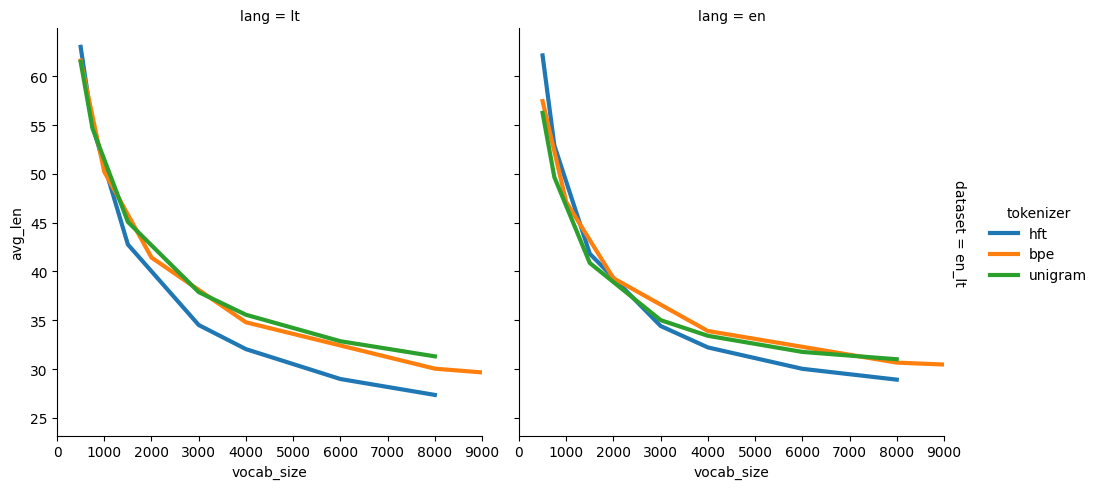 lang = lt
lang = en
60
55
50
45
40
35
30
25
avg_len
0 1000 2000 3000 4000 5000 6000 7000 8000 9000
vocab_size
0 1000 2000 3000 4000 5000 6000 7000 8000 9000
vocab_size
dataset = en_lt
tokenizer
hft
bpe
unigram